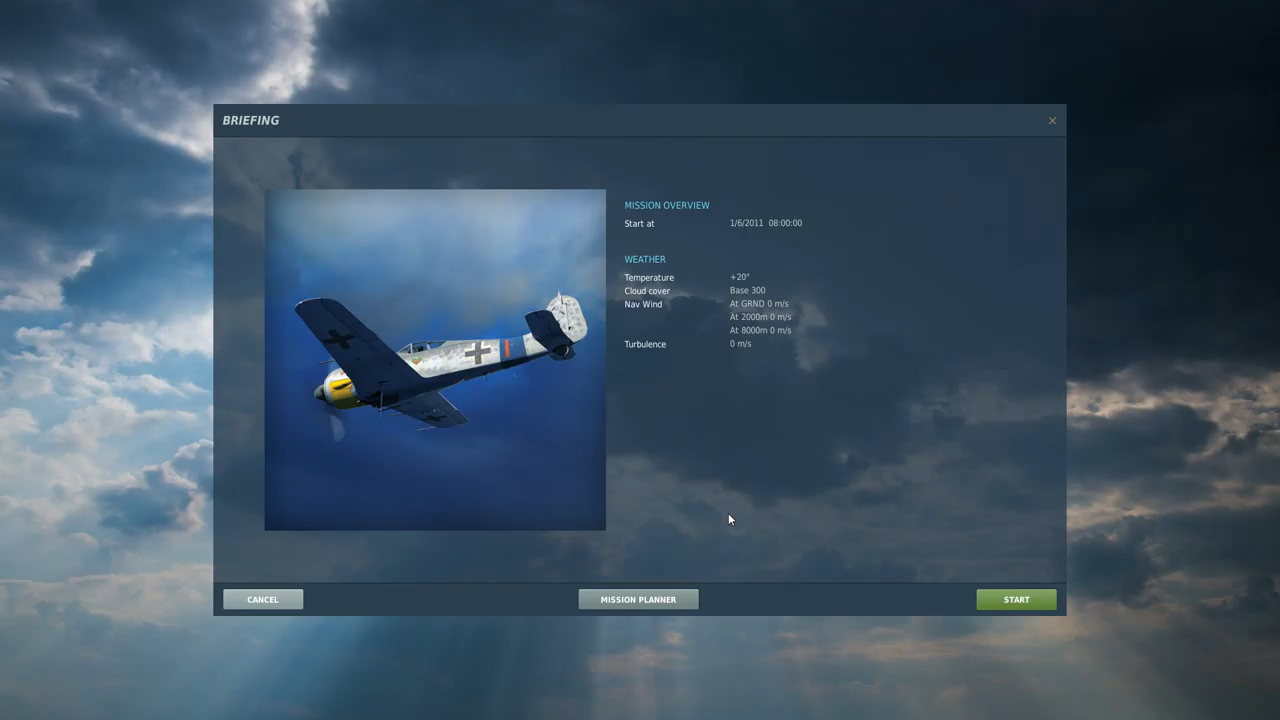 BRIEFING
MISSION OVERVIEW
Start at 1/6/2011 08:00:00
WEATHER
Temperature +20°
Cloud cover Base 300
Nav Wind At GRND 0 m/s
At 2000m 0 m/s
At 8000m 0 m/s
Turbulence 0 m/s
CANCEL MISSION PLANNER START